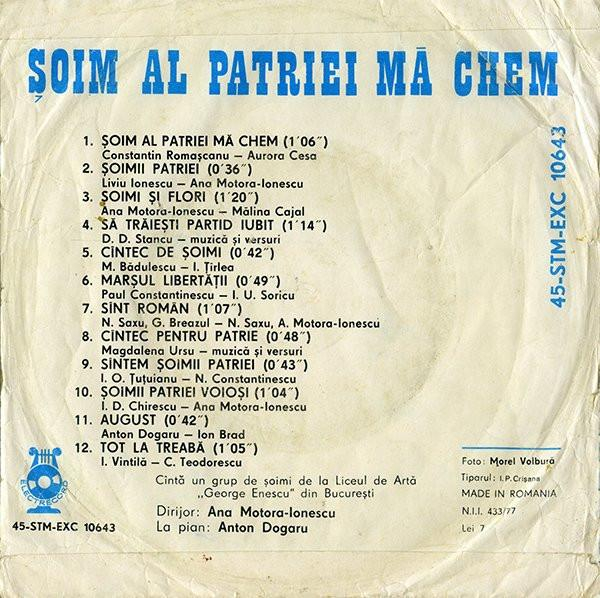 ȘOIM AL PATRIEI MĂ CHEM
1. ȘOIM AL PATRIEI MĂ CHEM (1´06˝)
Constantin Romașcanu – Aurora Cesa
2. ȘOIMII PATRIEI (0´36˝)
Liviu Ionescu – Ana Motora-Ionescu
3. ȘOIMI ȘI FLORI (1´20˝)
Ana Motora-Ionescu – Mălina Cajal
4. SĂ TRĂIEȘTI PARTID IUBIT (1´14˝)
D. D. Stancu – muzică și versuri
5. CÎNTEC DE ȘOIMI (0´42˝)
M. Bădulescu – I. Țirlea
6. MARȘUL LIBERTĂȚII (0´49˝)
Paul Constantinescu – I. U. Soricu
7. SÎNT ROMÂN (1´07˝)
N. Saxu, G. Breazul – N. Saxu, A. Motora-Ionescu
8. CÎNTEC PENTRU PATRIE (0´48˝)
Magdalena Ursu – muzică și versuri
9. SÎNTEM ȘOIMII PATRIEI (0´43˝)
I. O. Țuțuianu – N. Constantinescu
10. ȘOIMII PATRIEI VOIOȘI (1´04˝)
I. D. Chirescu – Ana Motora-Ionescu
11. AUGUST (0´42˝)
Anton Dogaru – Ion Brad
12. TOT LA TREABĂ (1´05˝)
I. Vintilă – C. Teodorescu
Cîntă un grup de șoimi de la Liceul de Artă
„George Enescu" din București
Dirijor: Ana Motora-Ionescu
La pian: Anton Dogaru
45-STM-EXC 10643
ELECTRECORD
45-STM-EXC 10643
Foto: Morel Volbură
Tiparul: I.P. Crișana
MADE IN ROMANIA
N.I.I. 433/77
Lei 7